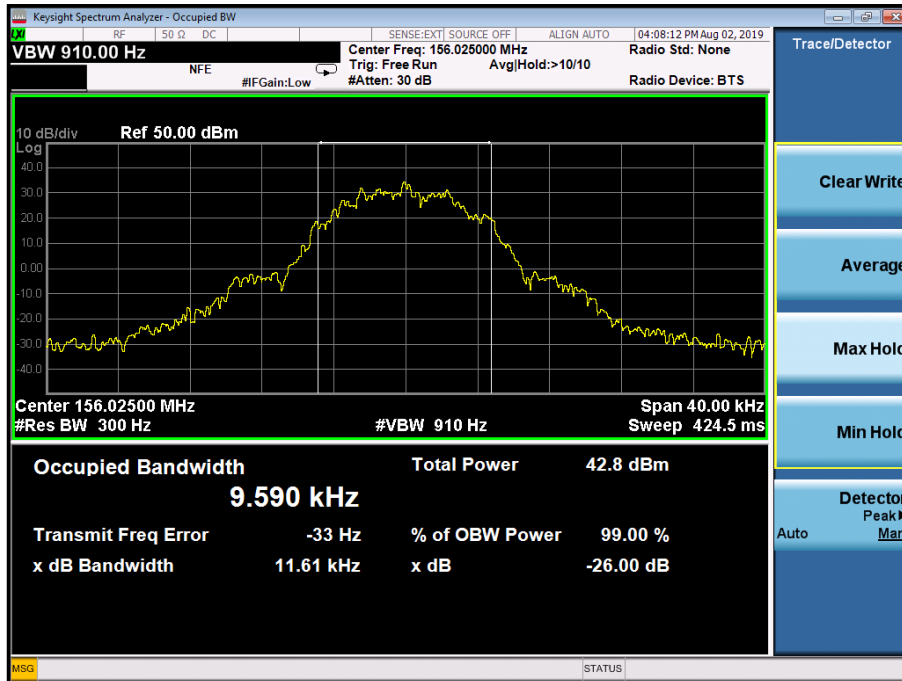 Keysight Spectrum Analyzer - Occupied BW
LXI RF 50 Ω DC SENSE:EXT SOURCE OFF ALIGN AUTO 04:08:12 PM Aug 02, 2019
VBW 910.00 Hz
Center Freq: 156.025000 MHz Radio Std: None
NFE Trig: Free Run Avg|Hold:>10/10
#IFGain:Low #Atten: 30 dB Radio Device: BTS
10 dB/div Ref 50.00 dBm
Log
40.0
30.0
20.0
10.0
0.00
-10.0
-20.0
-30.0
-40.0
Center 156.02500 MHz Span 40.00 kHz
#Res BW 300 Hz #VBW 910 Hz Sweep 424.5 ms
Occupied Bandwidth Total Power 42.8 dBm
9.590 kHz
Transmit Freq Error -33 Hz % of OBW Power 99.00 %
x dB Bandwidth 11.61 kHz x dB -26.00 dB
MSG STATUS
Trace/Detector
Clear Write
Average
Max Hold
Min Hold
Detector
Peak
Auto Man